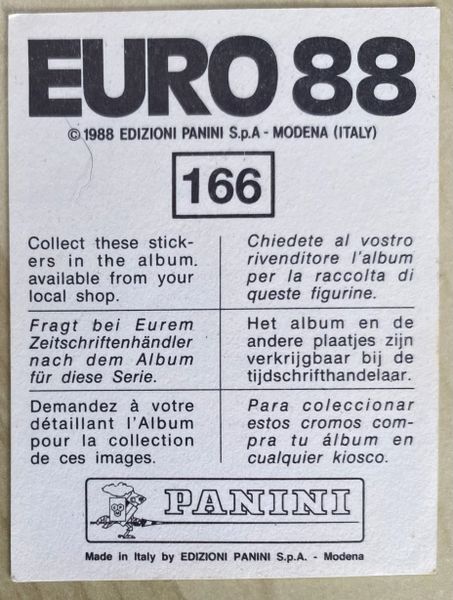 EURO 88
© 1988 EDIZIONI PANINI S.p.A - MODENA (ITALY)
166
Collect these stick-
ers in the album.
available from your
local shop.
Chiedete al vostro
rivenditore l'album
per la raccolta di
queste figurine.
Fragt bei Eurem
Zeitschriftenhändler
nach dem Album
für diese Serie.
Het album en de
andere plaatjes zijn
verkrijgbaar bij de
tijdschrifthandelaar.
Demandez à votre
détaillant l'Album
pour la collection
de ces images.
Para coleccionar
estos cromos com-
pra tu álbum en
cualquier kiosco.
PANINI
Made in Italy by EDIZIONI PANINI S.p.A. - Modena